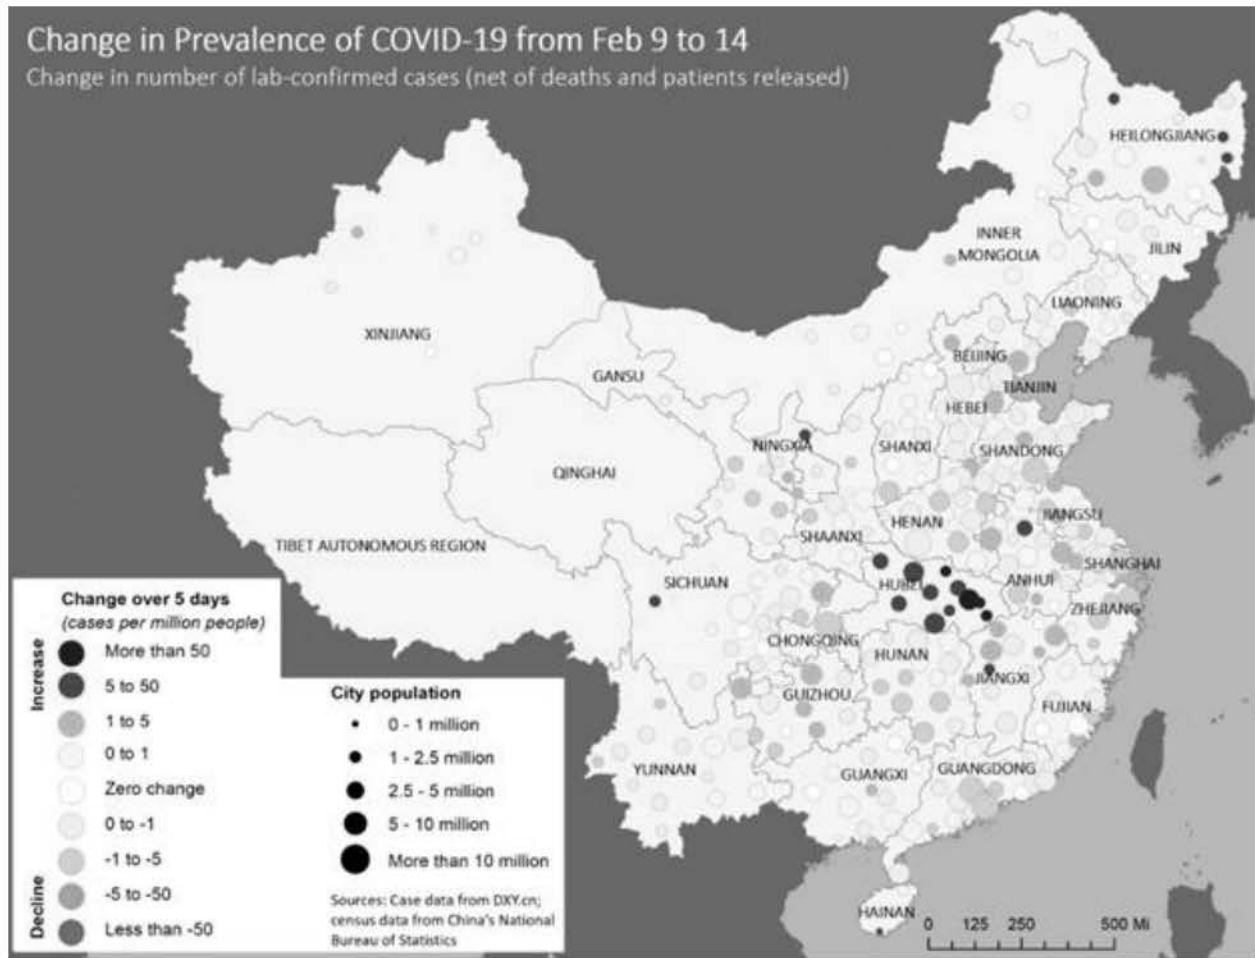 Change in Prevalence of COVID-19 from Feb 9 to 14
Change in number of lab-confirmed cases (net of deaths and patients released)
HEILONGJIANG
INNER
MONGOLIA
JILIN
LIAONING
XINJIANG
BEIJING
GANSU
TIANJIN
HEBEI
NINGXIA
SHANXI
SHANDONG
QINGHAI
HENAN
JIANGSU
SHAANXI
TIBET AUTONOMOUS REGION
SHANGHAI
SICHUAN
HUBEI
ANHUI
ZHEJIANG
CHONGQING
HUNAN
JIANGXI
GUIZHOU
FUJIAN
YUNNAN
GUANGXI
GUANGDONG
HAINAN
Change over 5 days
(cases per million people)
Increase
More than 50
5 to 50
1 to 5
0 to 1
Zero change
0 to -1
-1 to -5
-5 to -50
Less than -50
Decline
City population
0 - 1 million
1 - 2.5 million
2.5 - 5 million
5 - 10 million
More than 10 million
Sources: Case data from DXY.cn;
census data from China's National
Bureau of Statistics
0 125 250 500 Mi